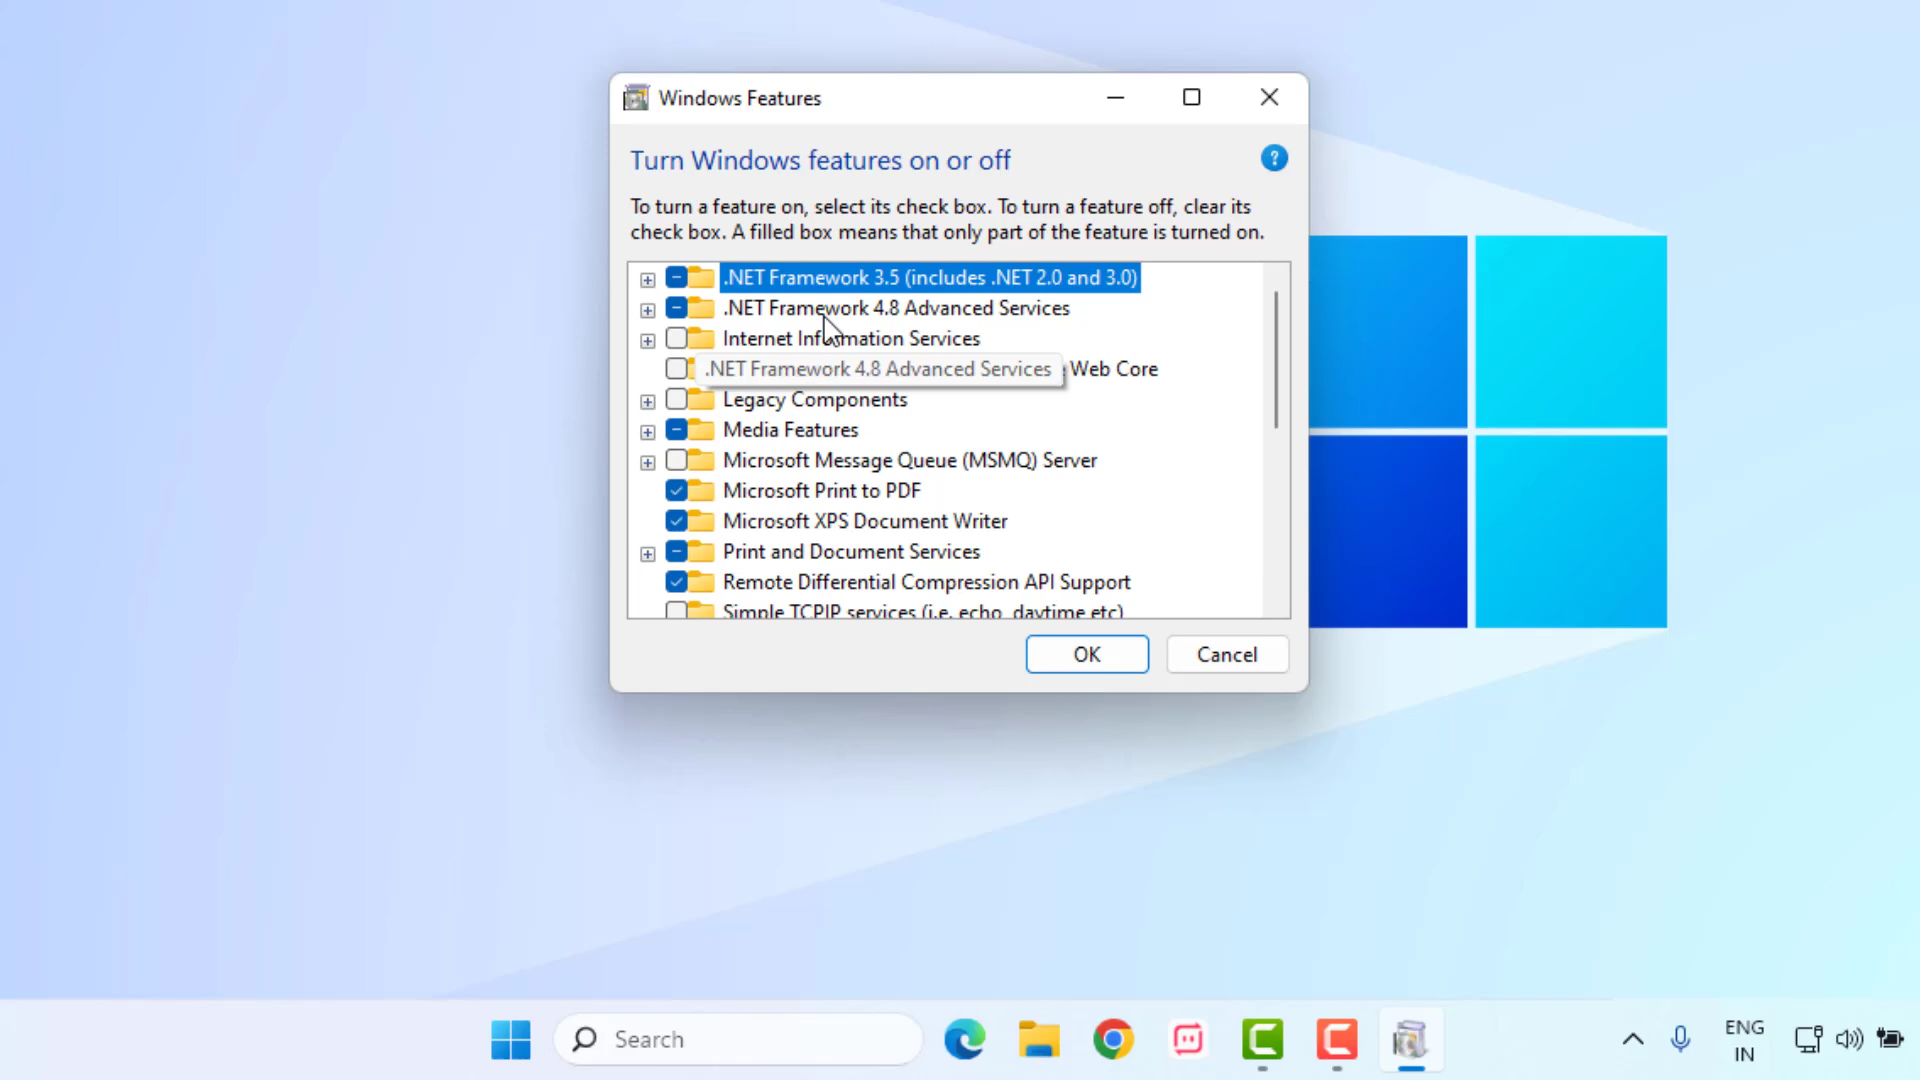 Windows Features
Turn Windows features on or off
?
To turn a feature on, select its check box. To turn a feature off, clear its
check box. A filled box means that only part of the feature is turned on.
.NET Framework 3.5 (includes .NET 2.0 and 3.0)
.NET Framework 4.8 Advanced Services
Internet Information Services
.NET Framework 4.8 Advanced Services Web Core
Legacy Components
Media Features
Microsoft Message Queue (MSMQ) Server
Microsoft Print to PDF
Microsoft XPS Document Writer
Print and Document Services
Remote Differential Compression API Support
Simple TCPIP services (i.e. echo, daytime etc)
OK Cancel
Search
ENG
IN